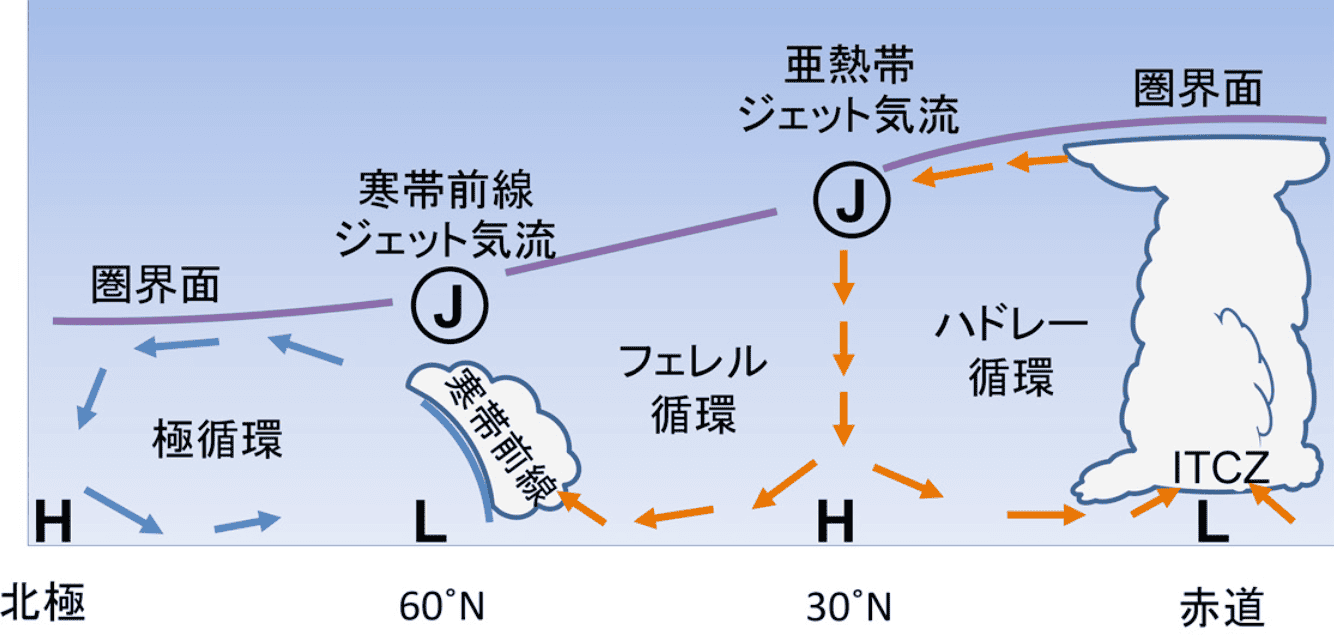 亜熱帯
ジェット気流
圏界面
寒帯前線
ジェット気流
圏界面
J
J
ハドレー
循環
フェレル
循環
極循環
寒帯前線
ITCZ
H
L
H
L
北極
60°N
30°N
赤道